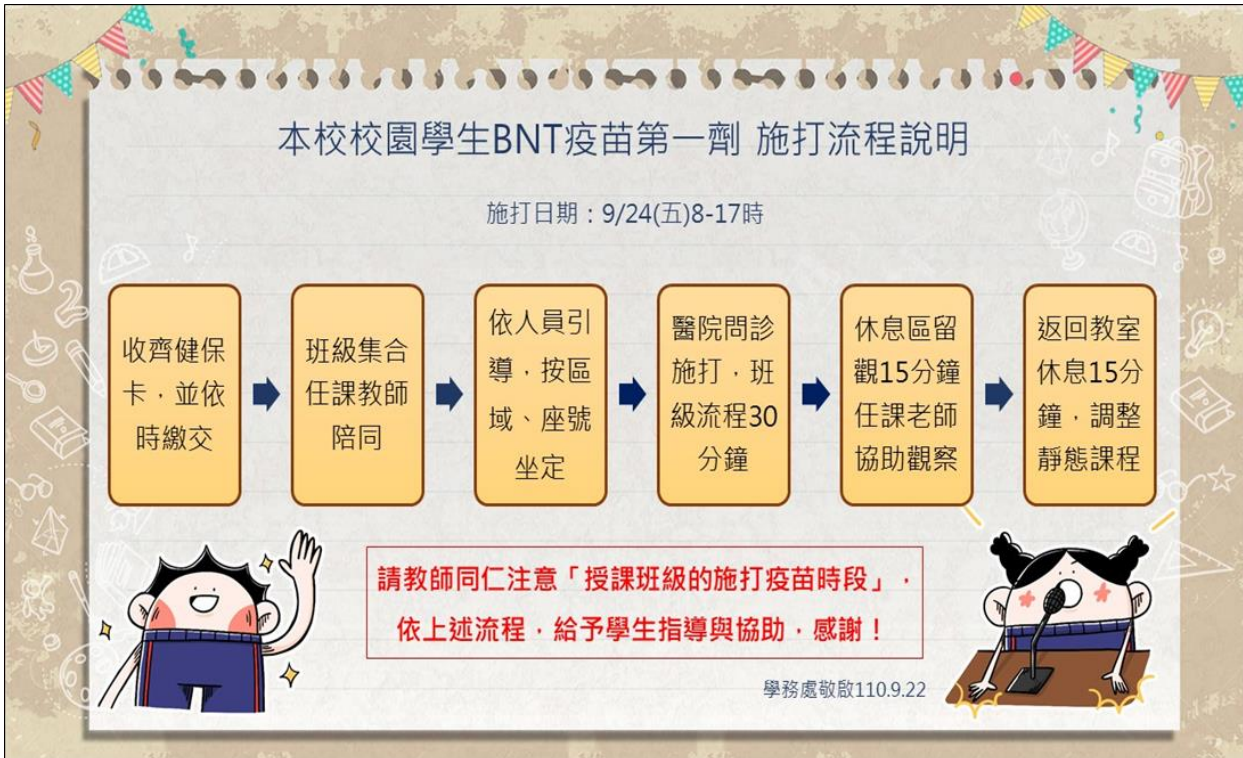 本校校園學生BNT疫苗第一劑 施打流程說明
施打日期：9/24(五)8-17時
收齊健保
卡，並依
時繳交
班級集合
任課教師
陪同
依人員引
導，按區
域、座號
坐定
醫院問診
施打，班
級流程30
分鐘
休息區留
觀15分鐘
任課老師
協助觀察
返回教室
休息15分
鐘，調整
靜態課程
請教師同仁注意「授課班級的施打疫苗時段」，
依上述流程，給予學生指導與協助，感謝！
學務處敬啟110.9.22